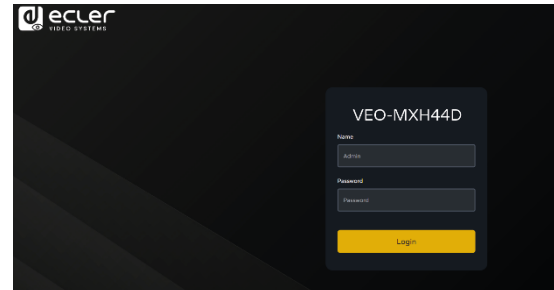 ecler
VIDEO SYSTEMS
VEO-MXH44D
Name
Admin
Password
Password
Login